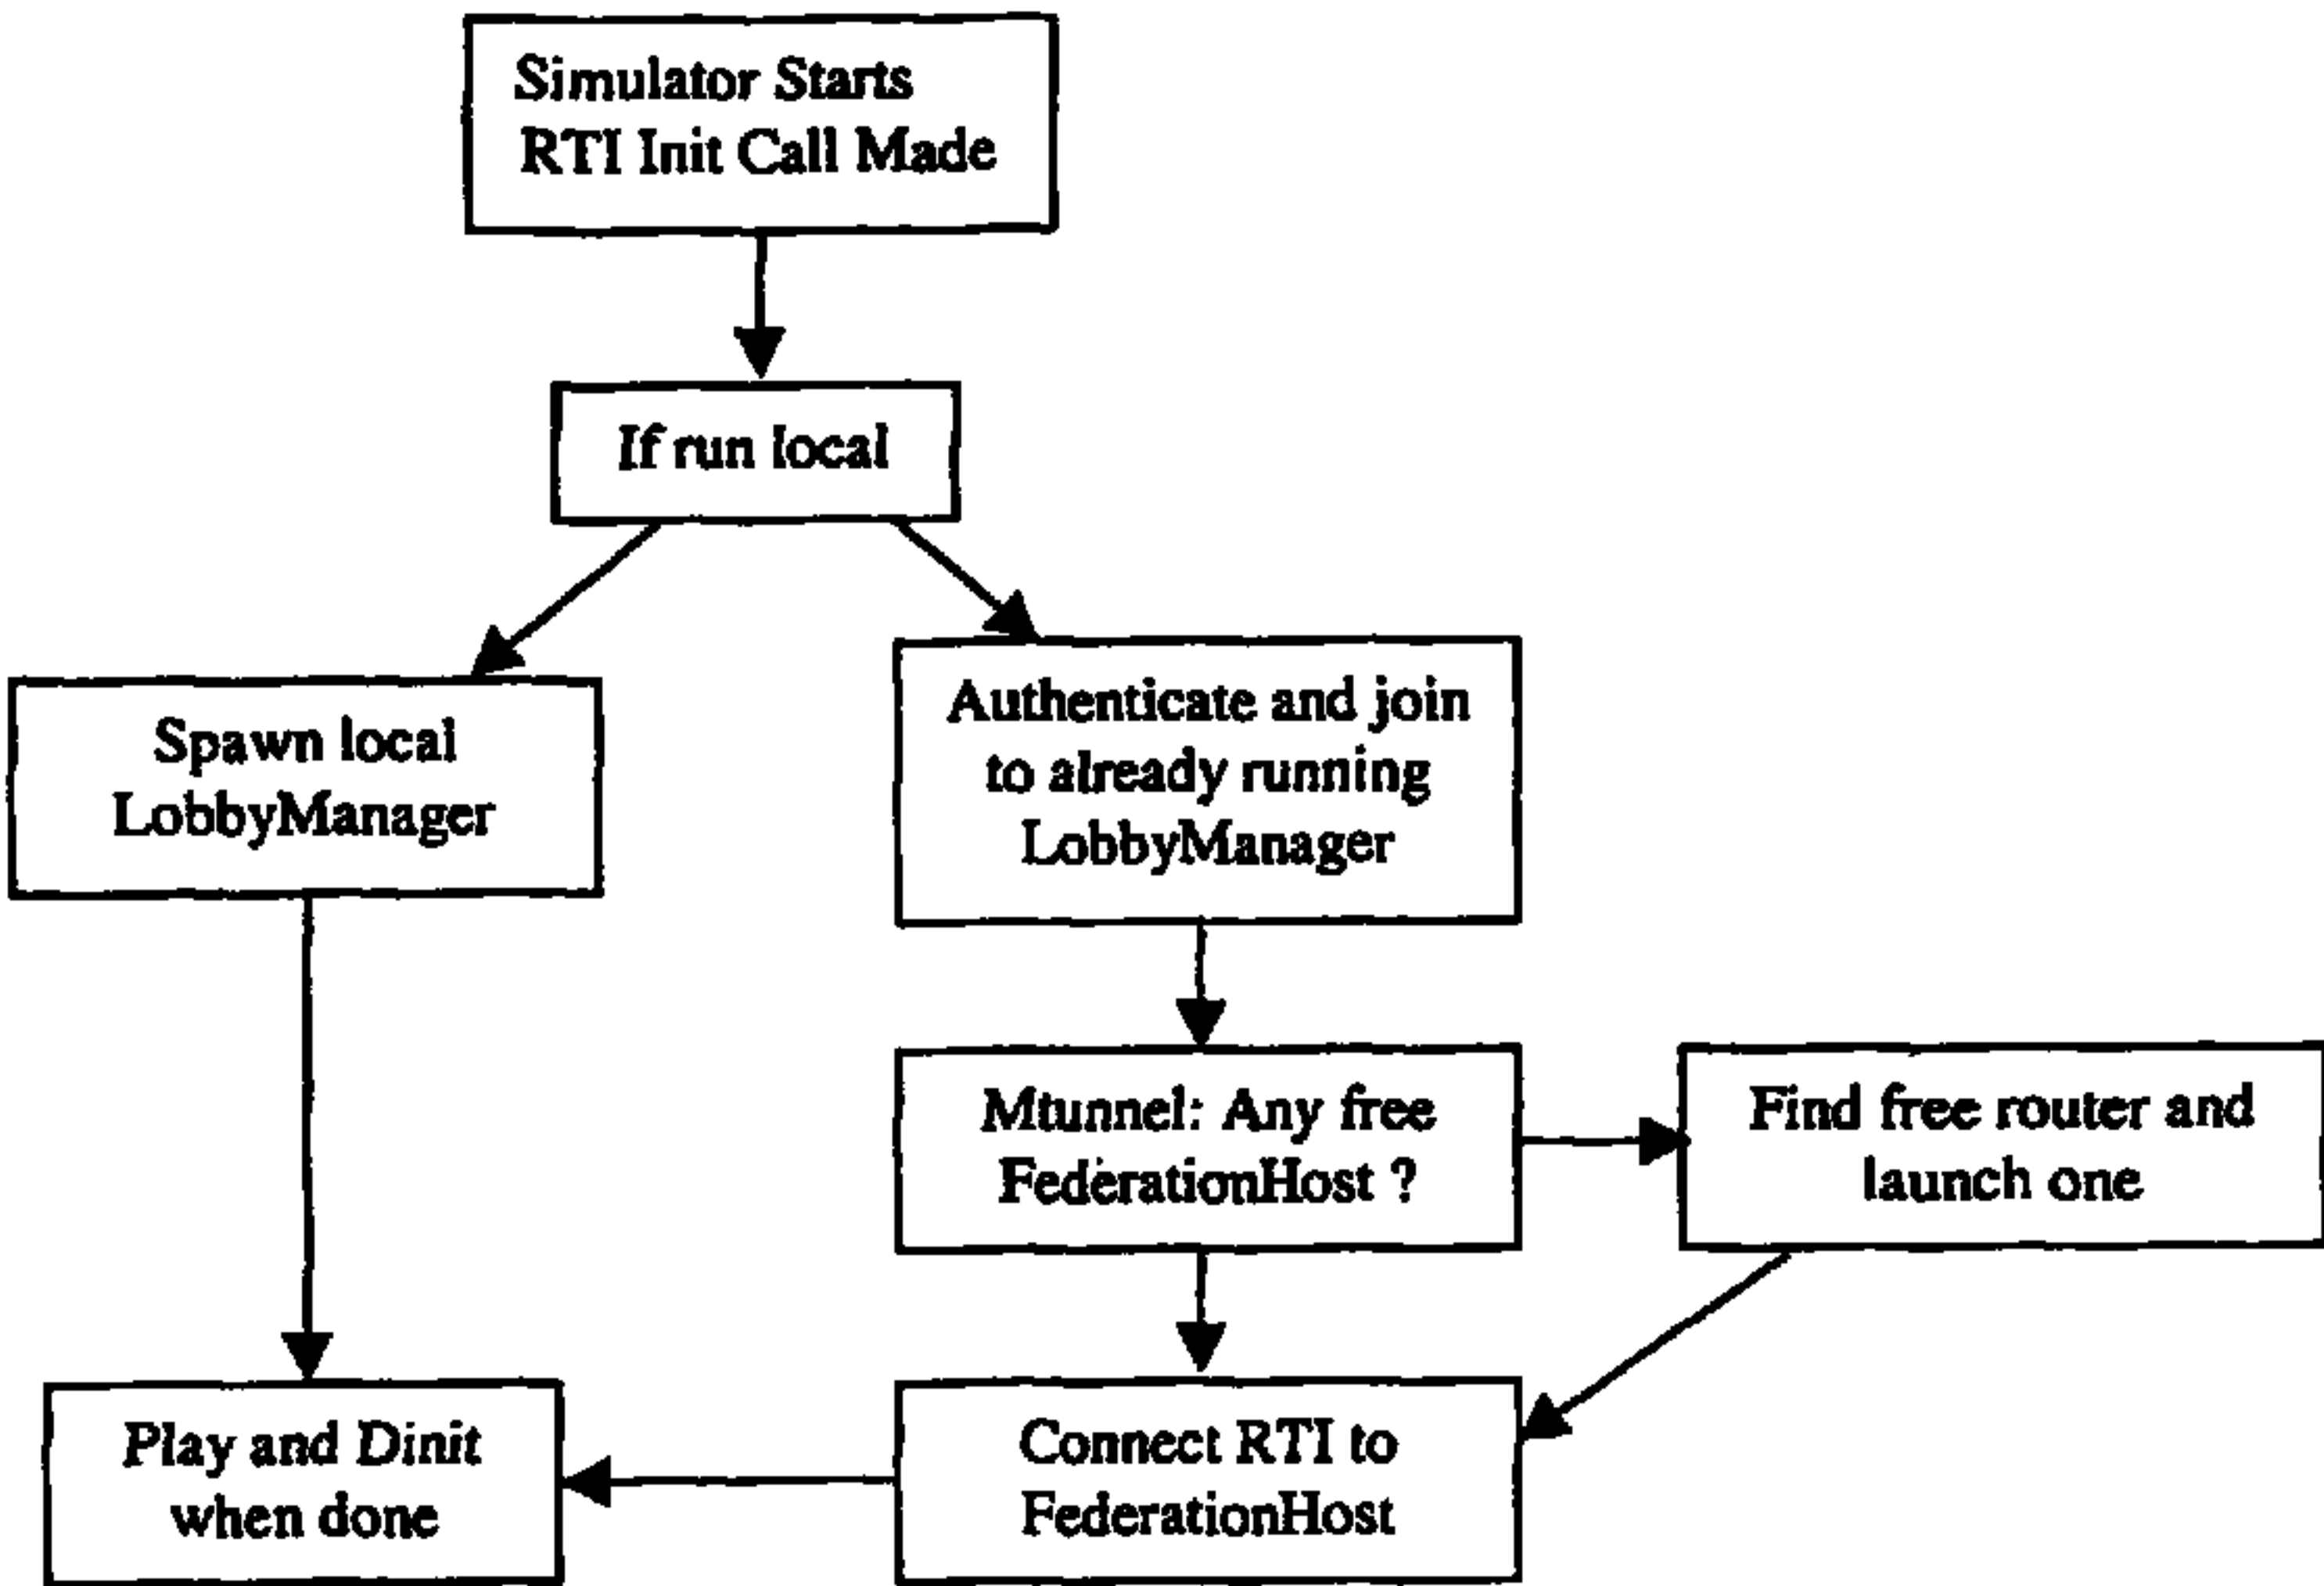 Simulator Starts
RTI Init Call Made
If run local
Spawn local
LobbyManager
Authenticate and join
to already running
LobbyManager
Mtunnel: Any free
FederationHost ?
Find free router and
launch one
Play and Dinit
when done
Connect RTI to
FederationHost